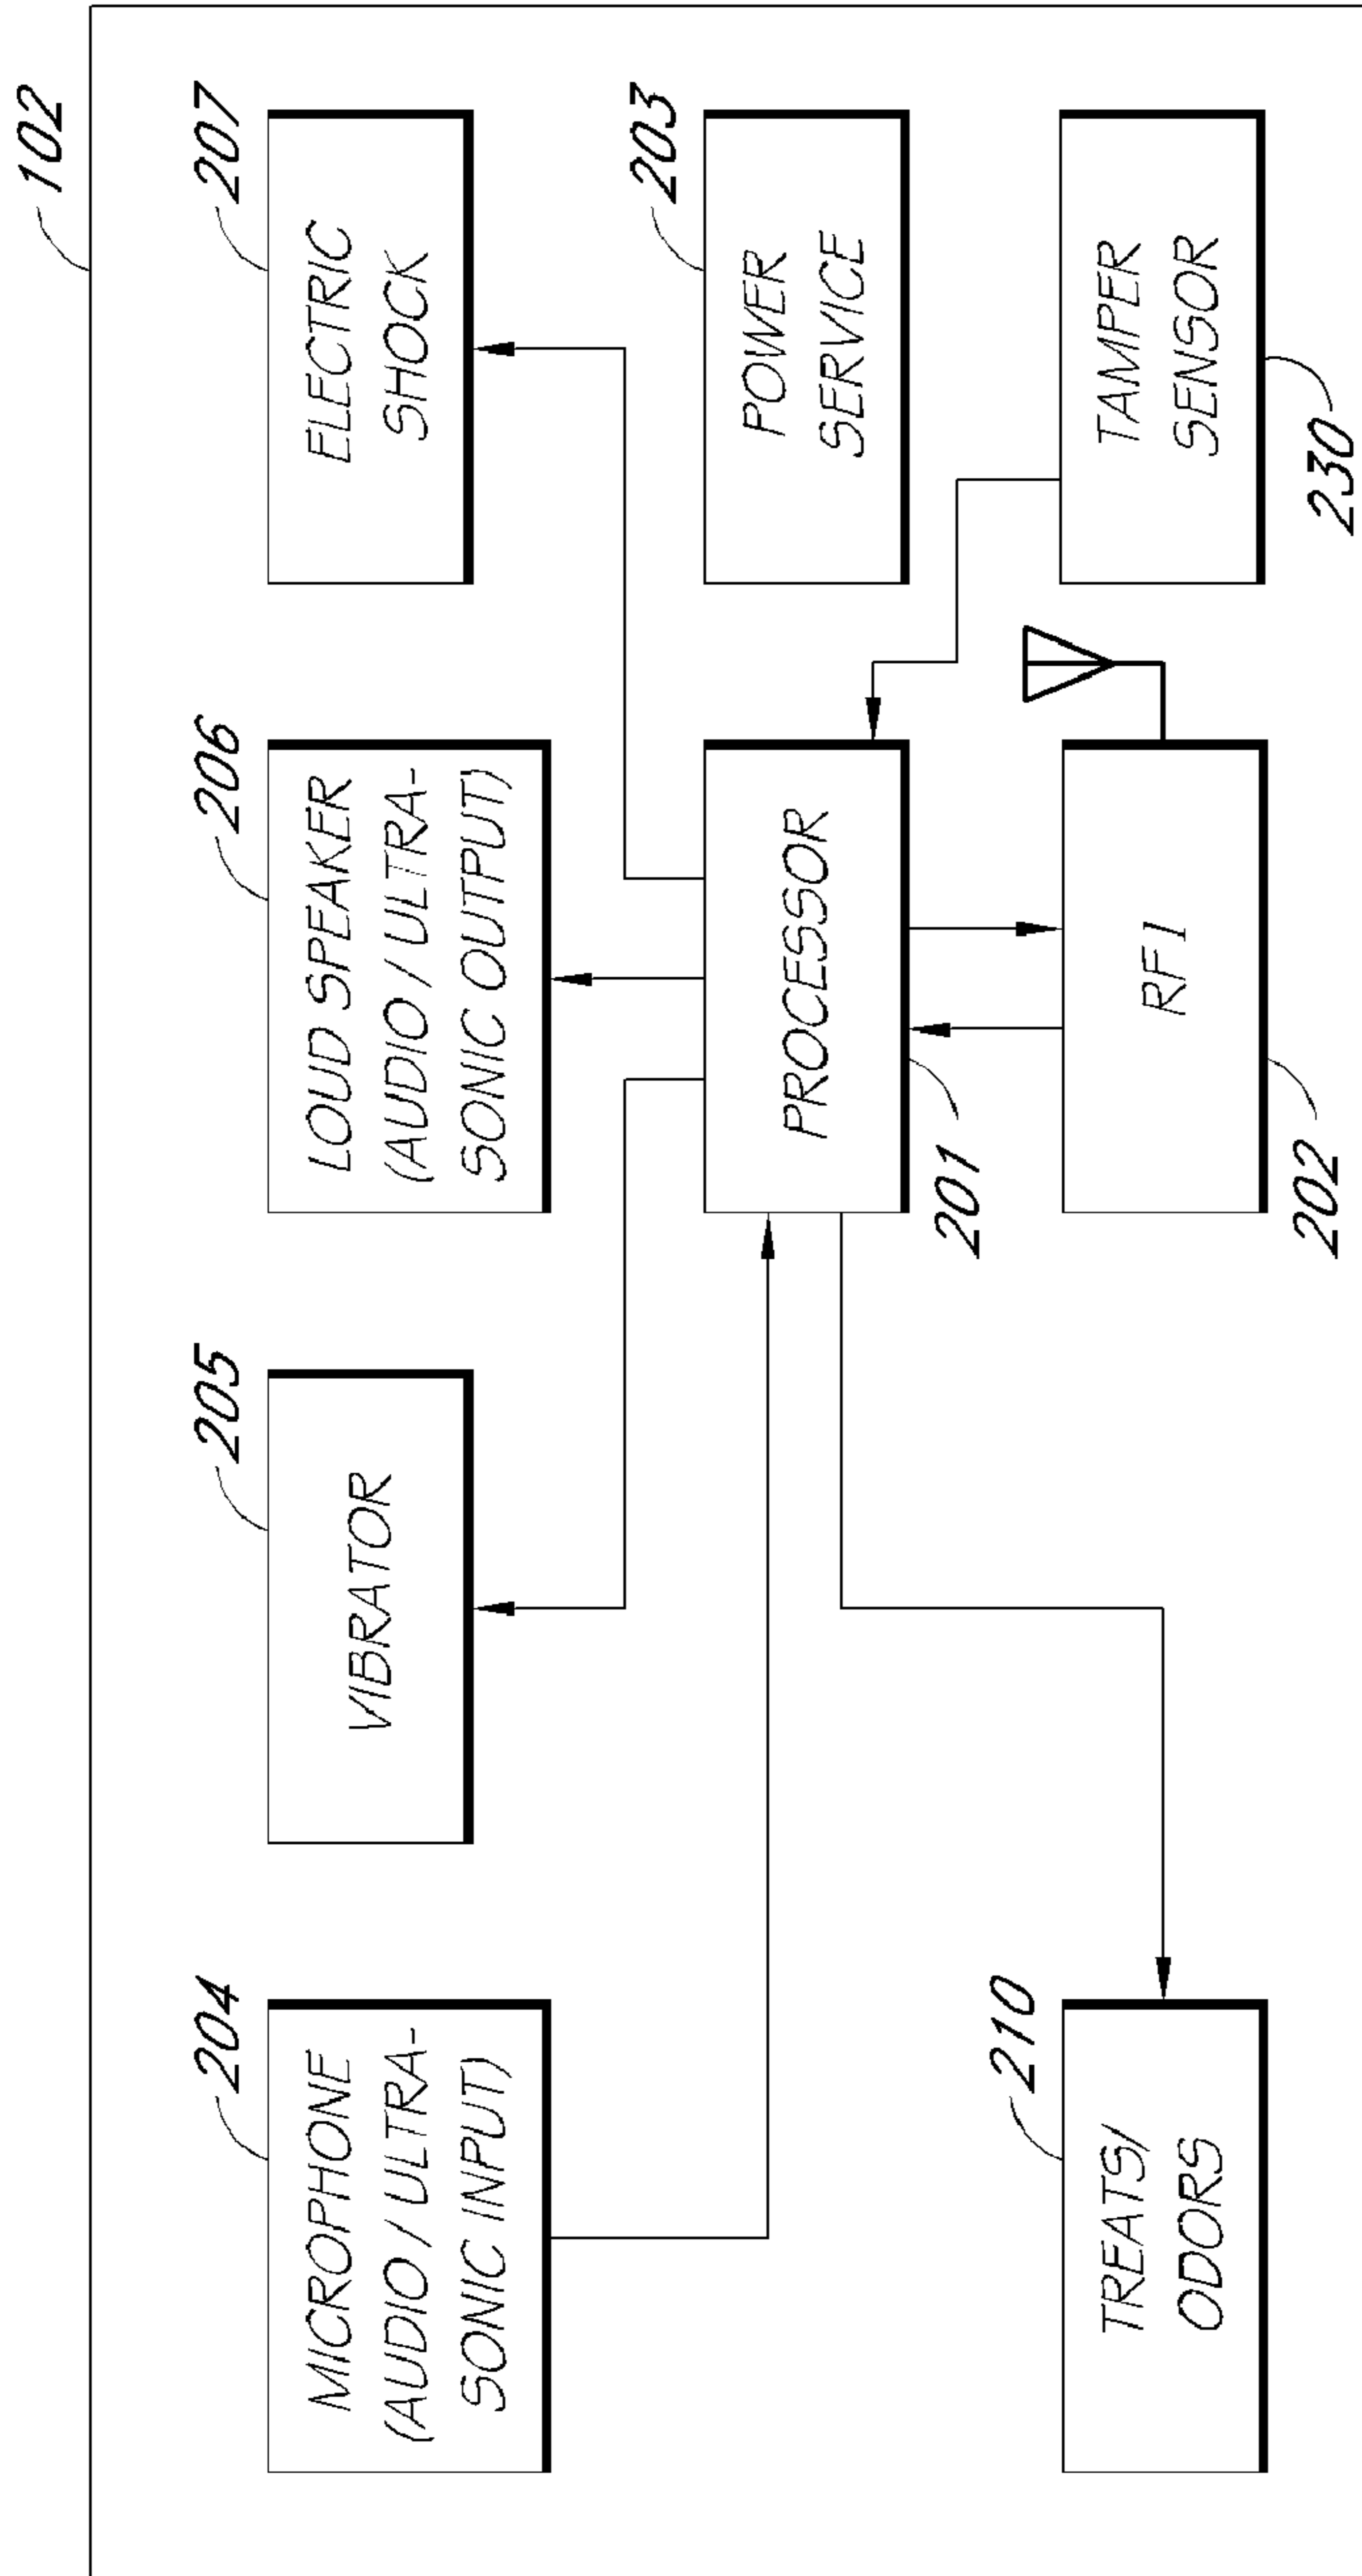 102
204
MICROPHONE
(AUDIO / ULTRA-
SONIC INPUT)
205
VIBRATOR
206
LOUD SPEAKER
(AUDIO / ULTRA-
SONIC OUTPUT)
207
ELECTRIC
SHOCK
PROCESSOR
201
203
POWER
SERVICE
210
TREATS/
ODORS
RF I
202
TAMPER
SENSOR
230